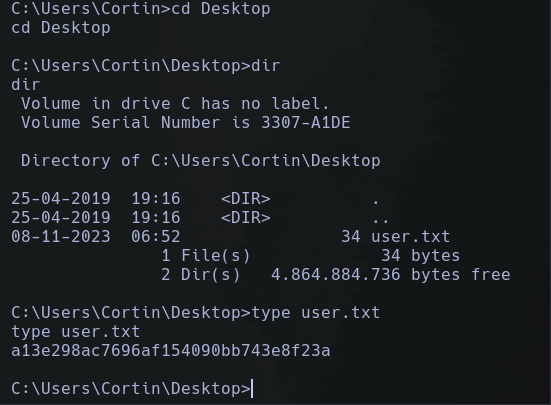 C:\Users\Cortin>cd Desktop
cd Desktop
C:\Users\Cortin\Desktop>dir
dir
 Volume in drive C has no label.
 Volume Serial Number is 3307-A1DE
 Directory of C:\Users\Cortin\Desktop
25-04-2019  19:16    <DIR>          .
25-04-2019  19:16    <DIR>          ..
08-11-2023  06:52                34 user.txt
               1 File(s)             34 bytes
               2 Dir(s)   4.864.884.736 bytes free
C:\Users\Cortin\Desktop>type user.txt
type user.txt
a13e298ac7696af154090bb743e8f23a
C:\Users\Cortin\Desktop>